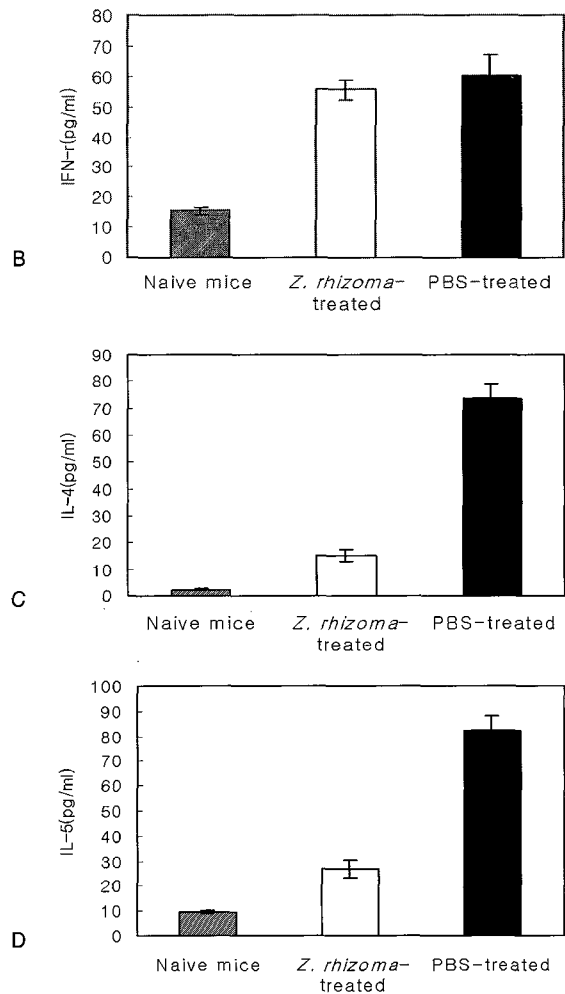 80
70
60
50
40
30
20
10
0
IFN-r(pg/ml)
B
Naive mice
Z. rhizoma-
treated
PBS-treated
90
80
70
60
50
40
30
20
10
0
IL-4(pg/ml)
C
Naive mice
Z. rhizoma-
treated
PBS-treated
100
90
80
70
60
50
40
30
20
10
0
IL-5(pg/ml)
D
Naive mice
Z. rhizoma-
treated
PBS-treated